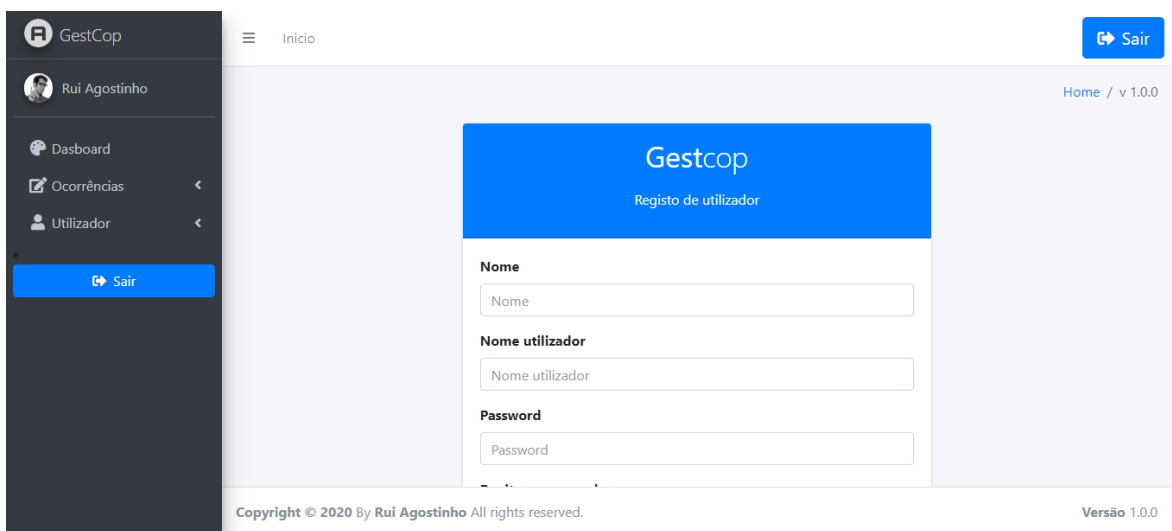 GestCop
Rui Agostinho
Dasboard
Ocorrências
Utilizador
Sair
Inicio
Sair
Home / v 1.0.0
Gestcop
Registo de utilizador
Nome
Nome
Nome utilizador
Nome utilizador
Password
Password
Copyright © 2020 By Rui Agostinho All rights reserved.
Versão 1.0.0